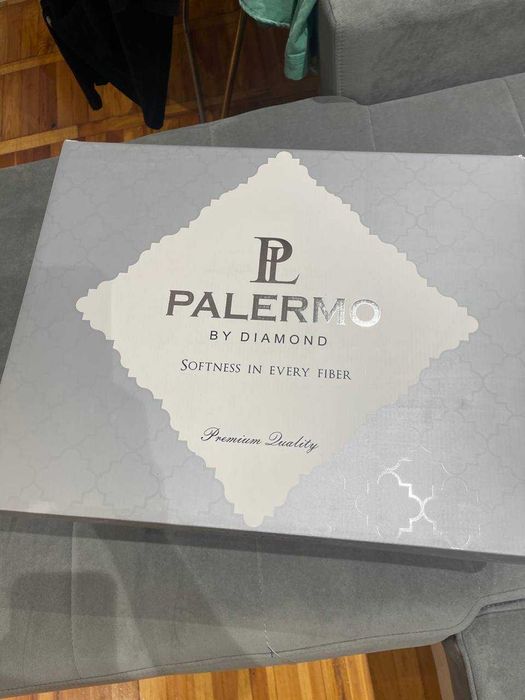 PL
PALERMO
BY DIAMOND
SOFTNESS IN EVERY FIBER
Premium Quality